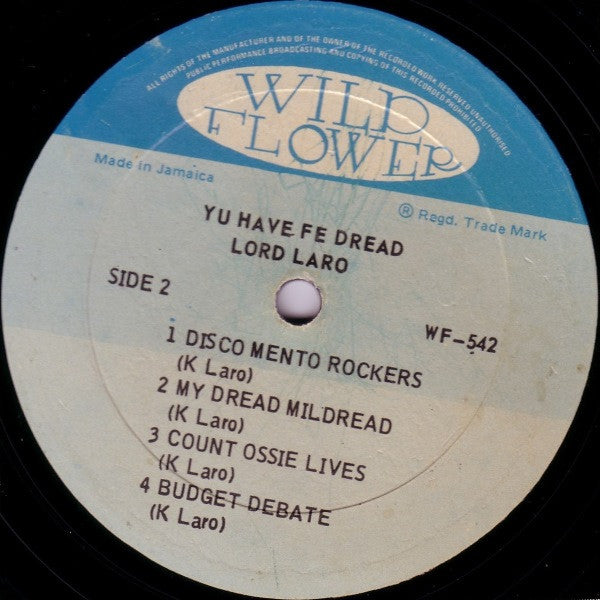 ALL RIGHTS OF THE MANUFACTURER AND OF THE OWNER OF THE RECORDED WORK RESERVED UNAUTHORISED
PUBLIC PERFORMANCE BROADCASTING AND COPYING OF THIS RECORDED PROHIBITED
WILD
FLOWER
Made in Jamaica
® Regd. Trade Mark
YU HAVE FE DREAD
LORD LARO
SIDE 2
WF-542
1 DISCO MENTO ROCKERS
(K Laro)
2 MY DREAD MILDREAD
(K Laro)
3 COUNT OSSIE LIVES
(K Laro)
4 BUDGET DEBATE
(K Laro)